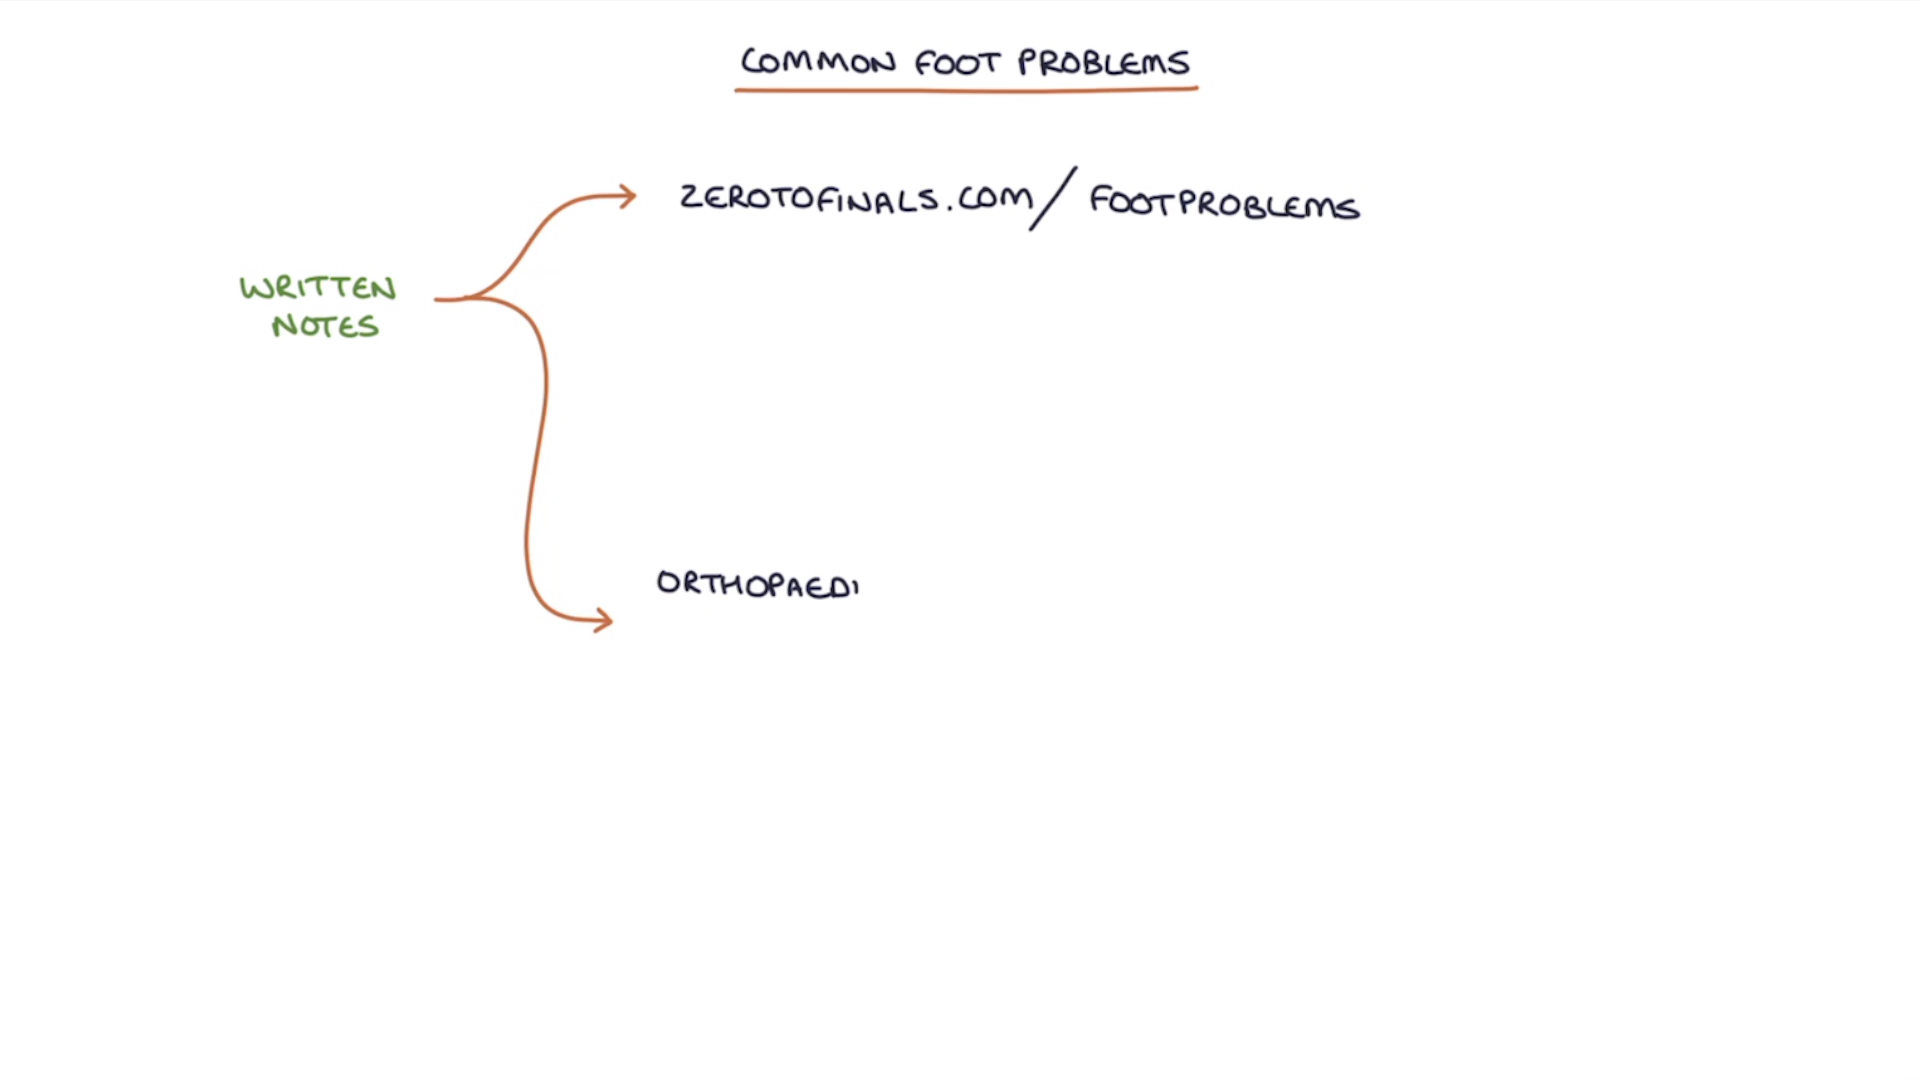 COMMON FOOT PROBLEMS
ZEROTOFINALS.COM/FOOTPROBLEMS
WRITTEN
NOTES
ORTHOPAEDI